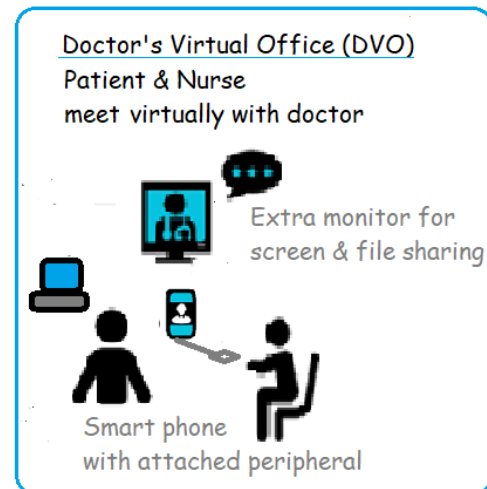 Doctor's Virtual Office (DVO)
Patient & Nurse
meet virtually with doctor
Extra monitor for
screen & file sharing
Smart phone
with attached peripheral